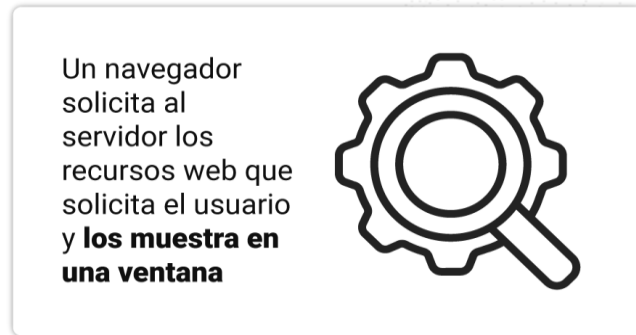 Un navegador
solicita al
servidor los
recursos web que
solicita el usuario
y los muestra en
una ventana